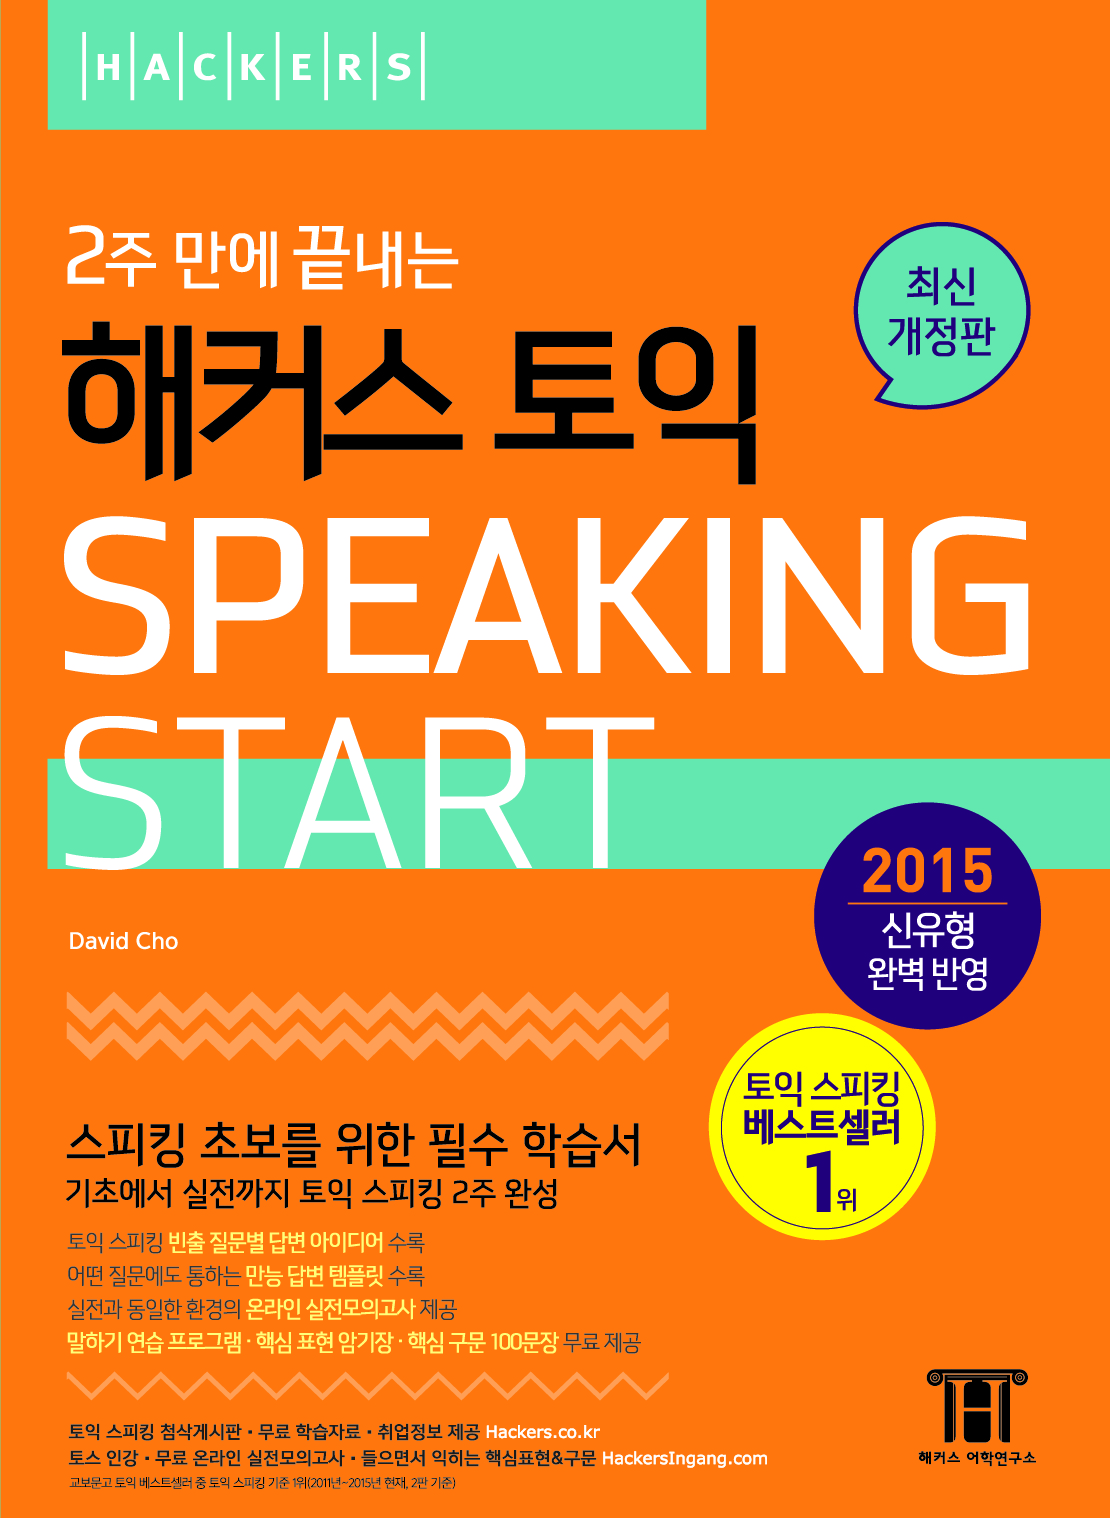 HACKERS
2주 만에 끝내는
해커스 토익
SPEAKING
START
최신
개정판
David Cho
2015
신유형
완벽 반영
토익 스피킹
베스트셀러
1위
스피킹 초보를 위한 필수 학습서
기초에서 실전까지 토익 스피킹 2주 완성
토익 스피킹 빈출 질문별 답변 아이디어 수록
어떤 질문에도 통하는 만능 답변 템플릿 수록
실전과 동일한 환경의 온라인 실전모의고사 제공
말하기 연습 프로그램 · 핵심 표현 암기장 · 핵심 구문 100문장 무료 제공
토익 스피킹 첨삭게시판 · 무료 학습자료 · 취업정보 제공 Hackers.co.kr
토스 인강 · 무료 온라인 실전모의고사 · 들으면서 익히는 핵심표현&구문 HackersIngang.com
교보문고 토익 베스트셀러 중 토익 스피킹 기준 1위(2011년~2015년 현재, 2판 기준)
해커스 어학연구소